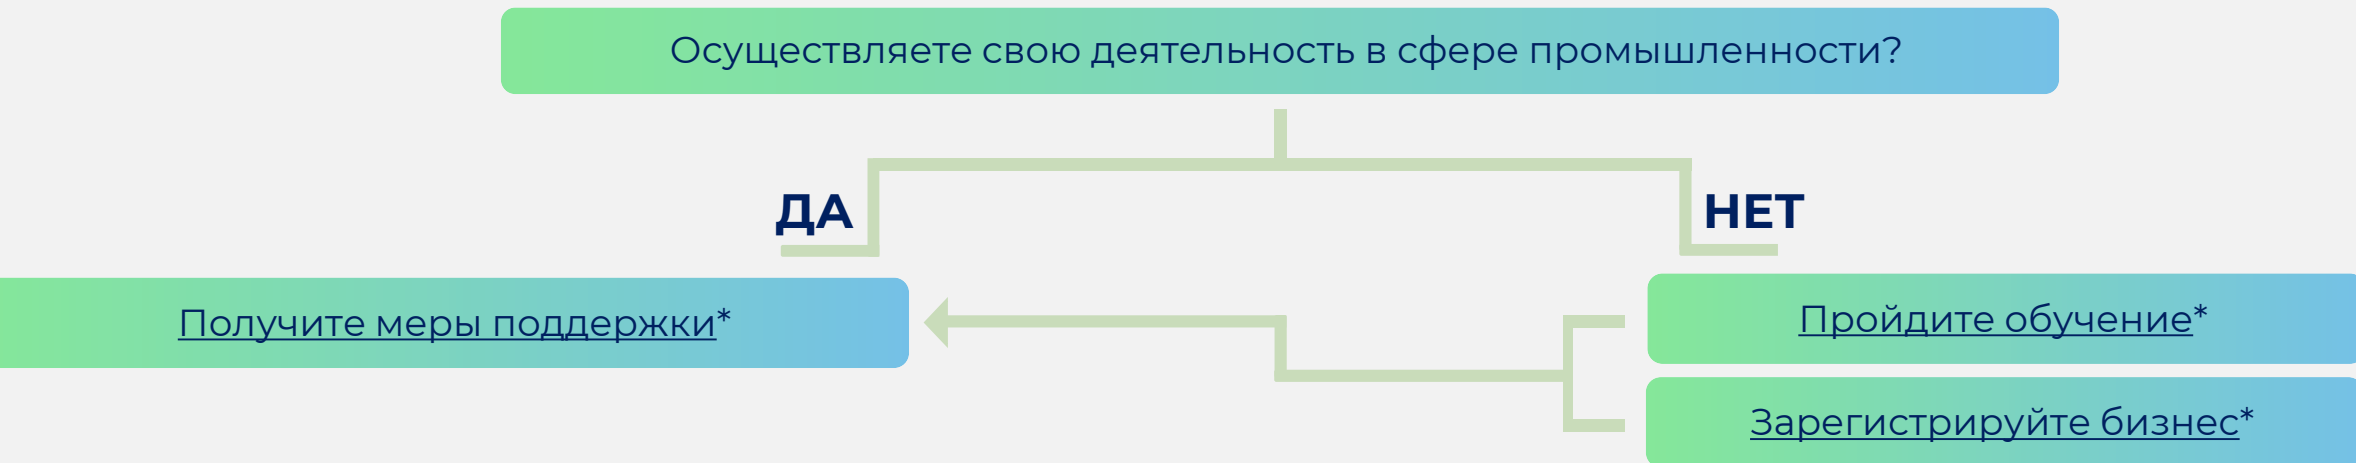 Осуществляете свою деятельность в сфере промышленности?
ДА
НЕТ
Получите меры поддержки*
Пройдите обучение*
Зарегистрируйте бизнес*